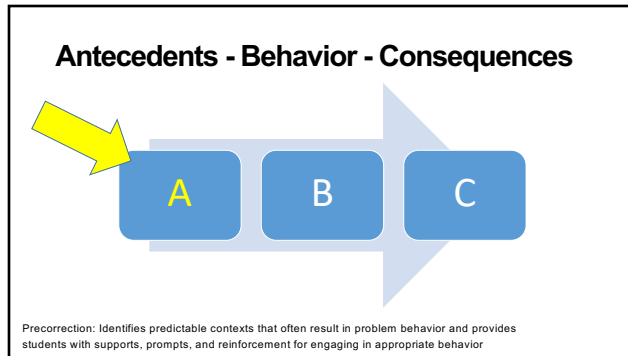 Antecedents - Behavior - Consequences
A
B
C
Precorrection: Identifies predictable contexts that often result in problem behavior and provides
students with supports, prompts, and reinforcement for engaging in appropriate behavior